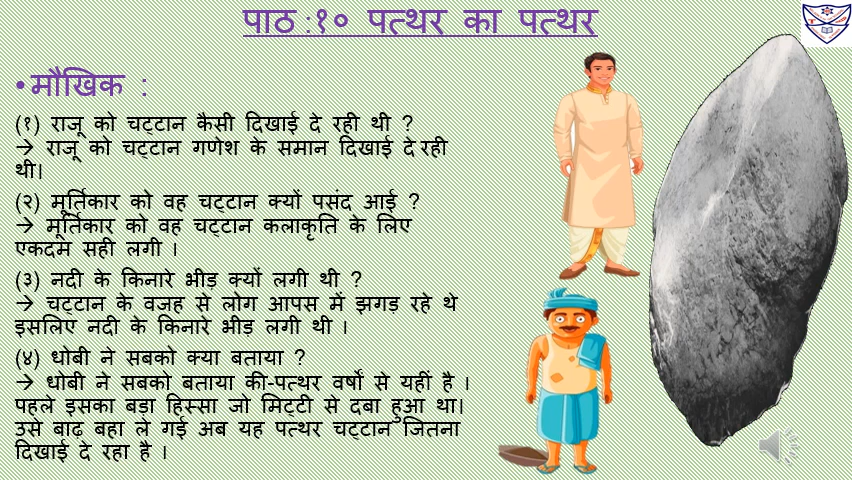 पाठ :१० पत्थर का पत्थर
• मौखिक :
(१) राजू को चट्टान कैसी दिखाई दे रही थी ?
→ राजू को चट्टान गणेश के समान दिखाई दे रही
थी।
(२) मूर्तिकार को वह चट्टान क्यों पसंद आई ?
→ मूर्तिकार को वह चट्टान कलाकृति के लिए
एकदम सही लगी ।
(३) नदी के किनारे भीड़ क्यों लगी थी ?
→ चट्टान के वजह से लोग आपस में झगड़ रहे थे
इसलिए नदी के किनारे भीड़ लगी थी ।
(४) धोबी ने सबको क्या बताया ?
→ धोबी ने सबको बताया की-पत्थर वर्षों से यहीं है ।
पहले इसका बड़ा हिस्सा जो मिट्टी से दबा हुआ था।
उसे बाढ़ बहा ले गई अब यह पत्थर चट्टान जितना
दिखाई दे रहा है ।